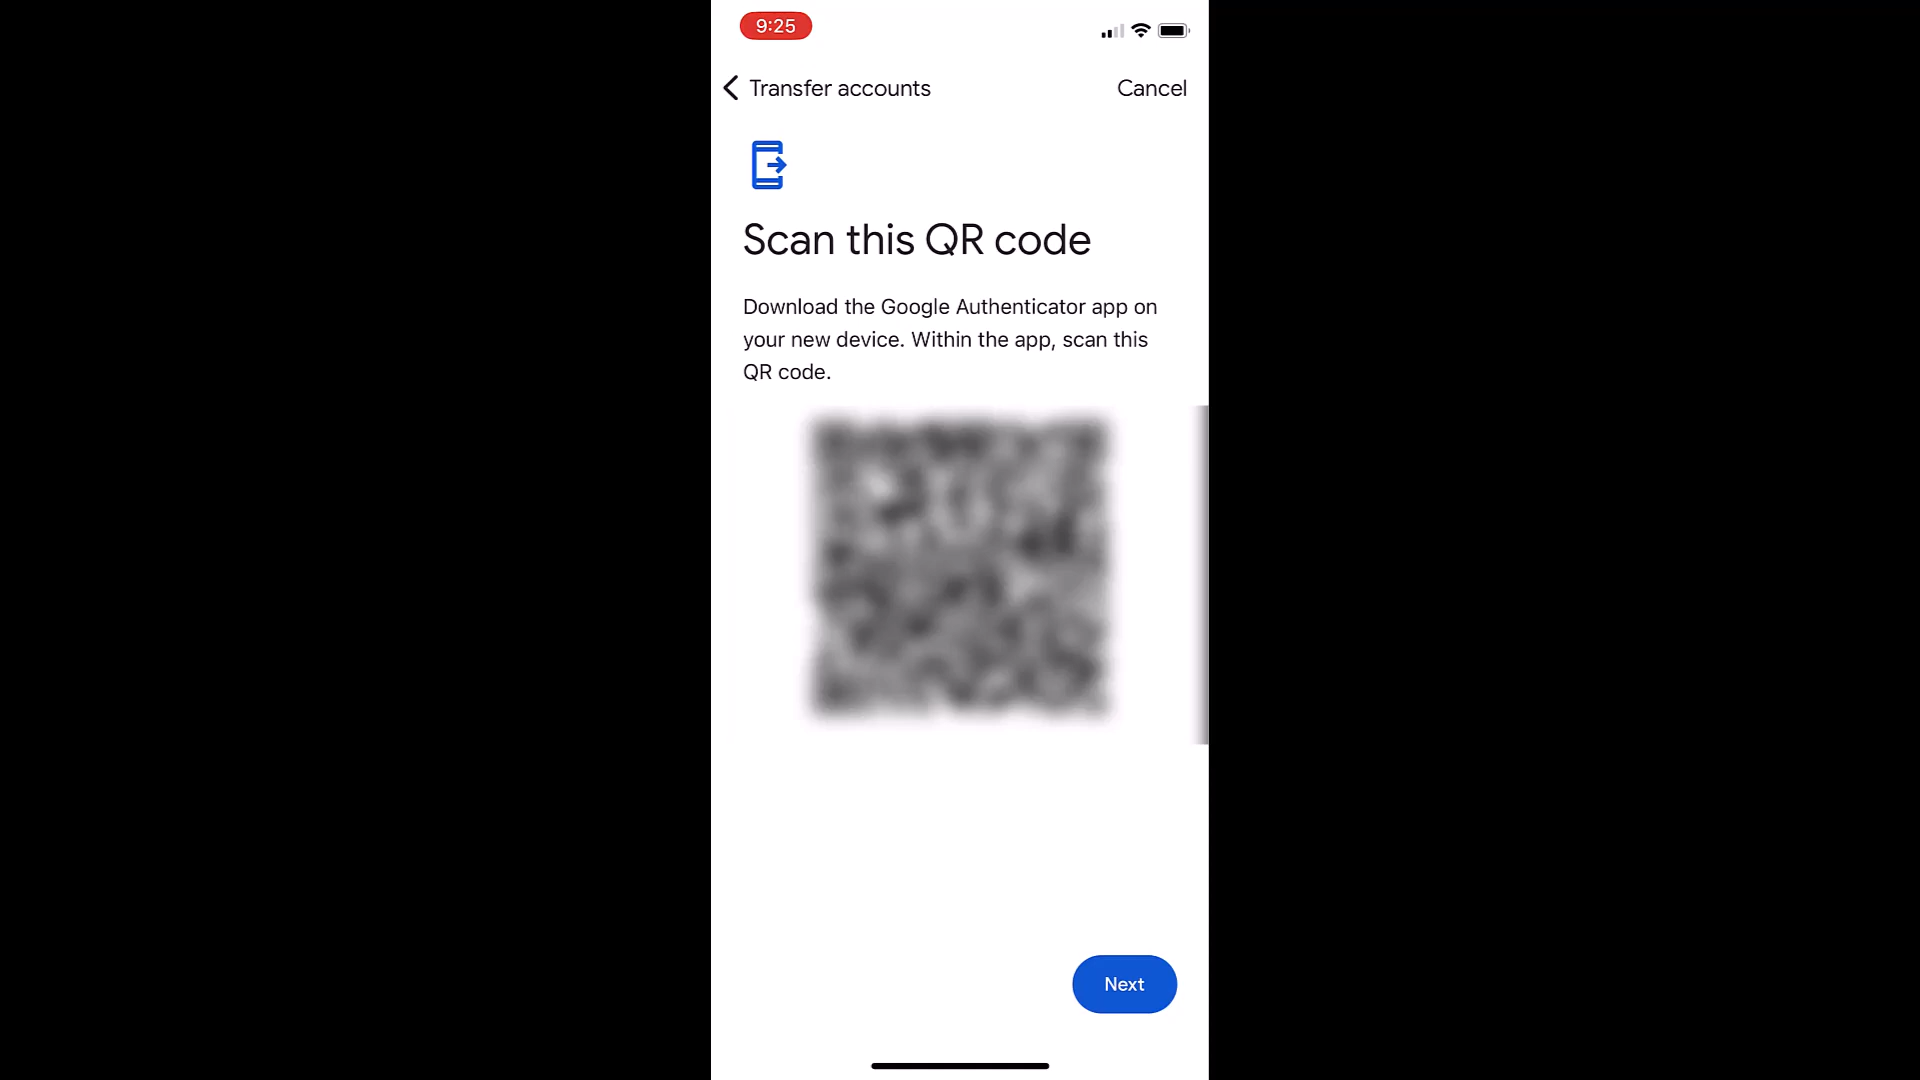 9:25
Transfer accounts
Cancel
Scan this QR code
Download the Google Authenticator app on
your new device. Within the app, scan this
QR code.
Next